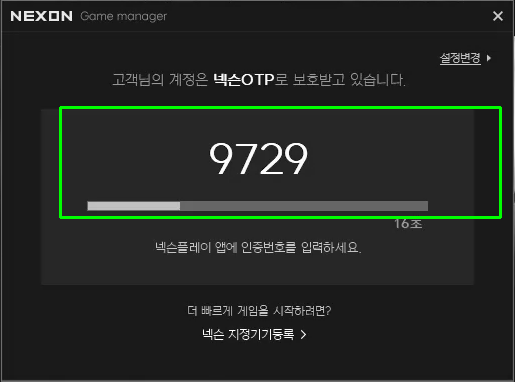 NEXON Game manager
설정변경
고객님의 계정은 넥슨OTP로 보호받고 있습니다.
9729
16초
넥슨플레이 앱에 인증번호를 입력하세요.
더 빠르게 게임을 시작하려면?
넥슨 지정기기등록 >